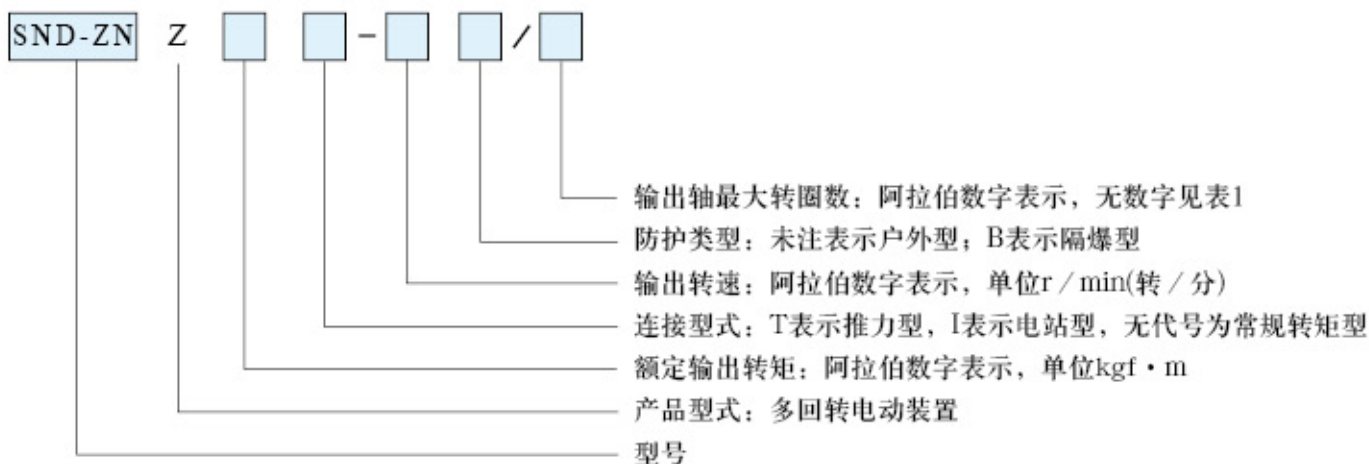 SND-ZN Z - /
输出轴最大转圈数：阿拉伯数字表示，无数字见表1
防护类型：未注表示户外型；B表示隔爆型
输出转速：阿拉伯数字表示，单位r／min(转／分)
连接型式：T表示推力型，I表示电站型，无代号为常规转矩型
额定输出转矩：阿拉伯数字表示，单位kgf·m
产品型式：多回转电动装置
型号